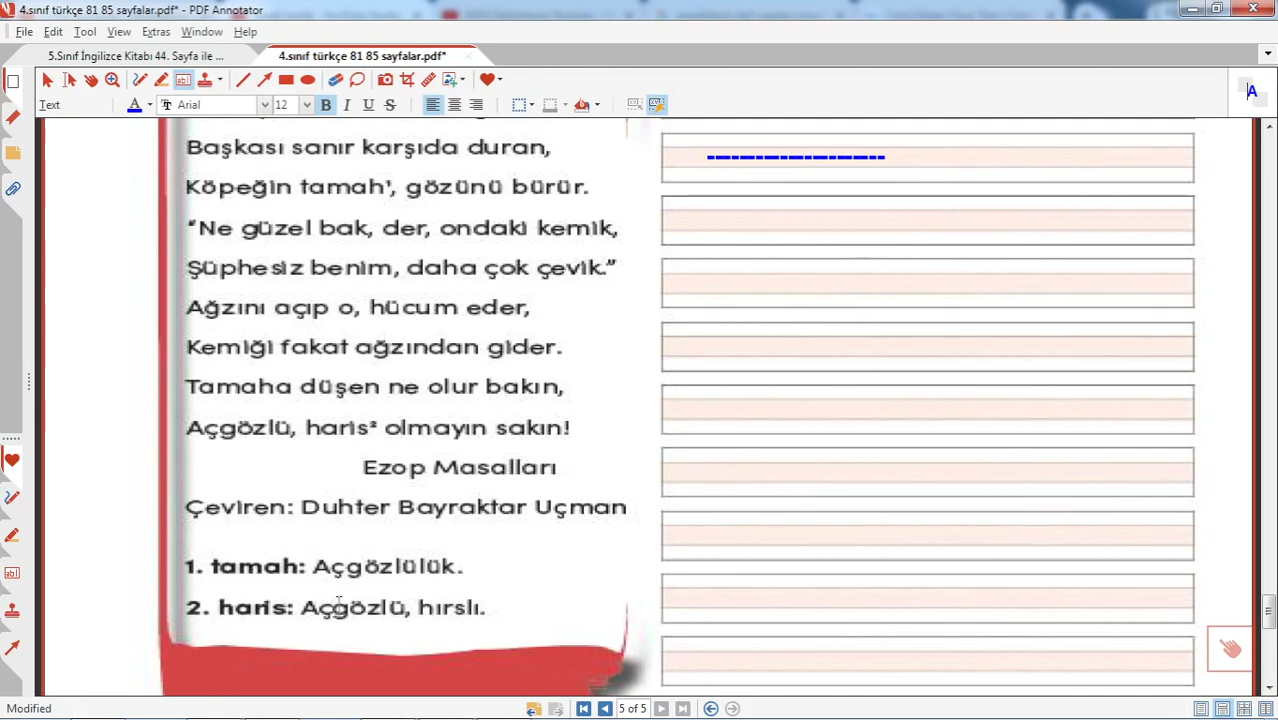 4.sınıf türkçe 81 85 sayfalar.pdf* - PDF Annotator
File Edit Tool View Extras Window Help
5.Sınıf İngilizce Kitabı 44. Sayfa ile ...
4.sınıf türkçe 81 85 sayfalar.pdf*
Text A Arial 12 B I U S
A
Başkası sanır karşıda duran,
Köpeğin tamah¹, gözünü bürür.
“Ne güzel bak, der, ondaki kemik,
Şüphesiz benim, daha çok çevik.”
Ağzını açıp o, hücum eder,
Kemiği fakat ağzından gider.
Tamaha düşen ne olur bakın,
Açgözlü, haris² olmayın sakın!
Ezop Masalları
Çeviren: Duhter Bayraktar Uçman
1. tamah: Açgözlülük.
2. haris: Açgözlü, hırslı.
----------------------
Modified
5 of 5